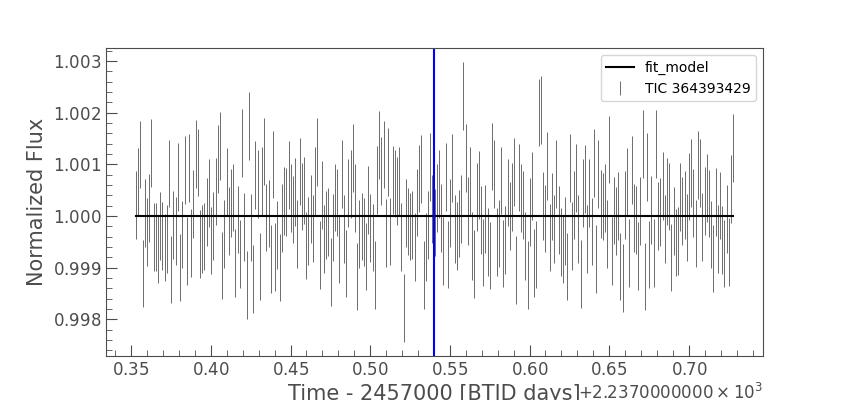 fit_model
TIC 364393429
1.003
1.002
1.001
1.000
0.999
0.998
Normalized Flux
0.35 0.40 0.45 0.50 0.55 0.60 0.65 0.70
Time - 2457000 [BTJD days]
+2.2370000000 × 10³